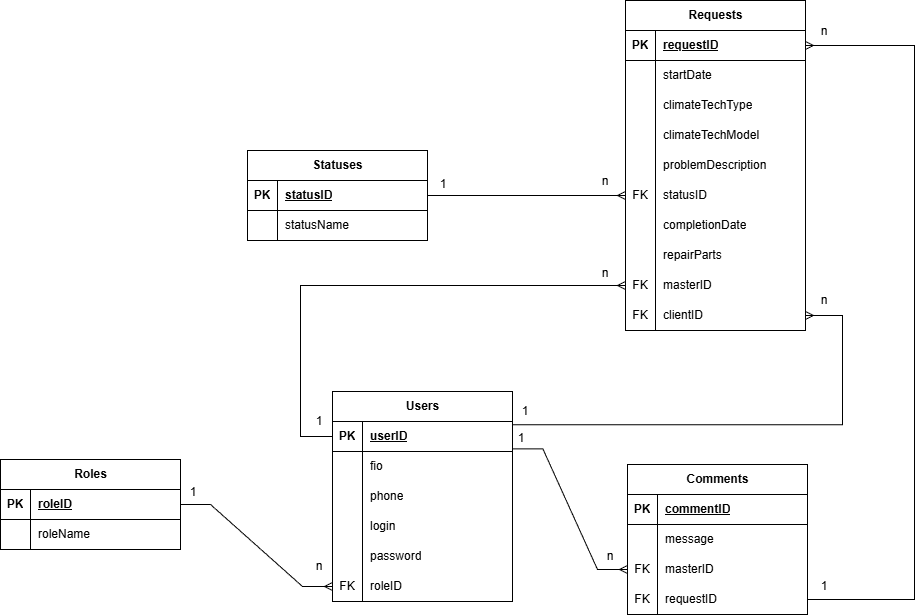 Requests
n
PK requestID
startDate
climateTechType
climateTechModel
problemDescription
Statuses
1
n
PK statusID
FK statusID
statusName
completionDate
repairParts
n
FK masterID
n
FK clientID
Users
1
1
PK userID
1
fio
Roles
Comments
1
phone
PK roleID
PK commentID
login
roleName
message
password
n
n
FK masterID
FK roleID
1
FK requestID